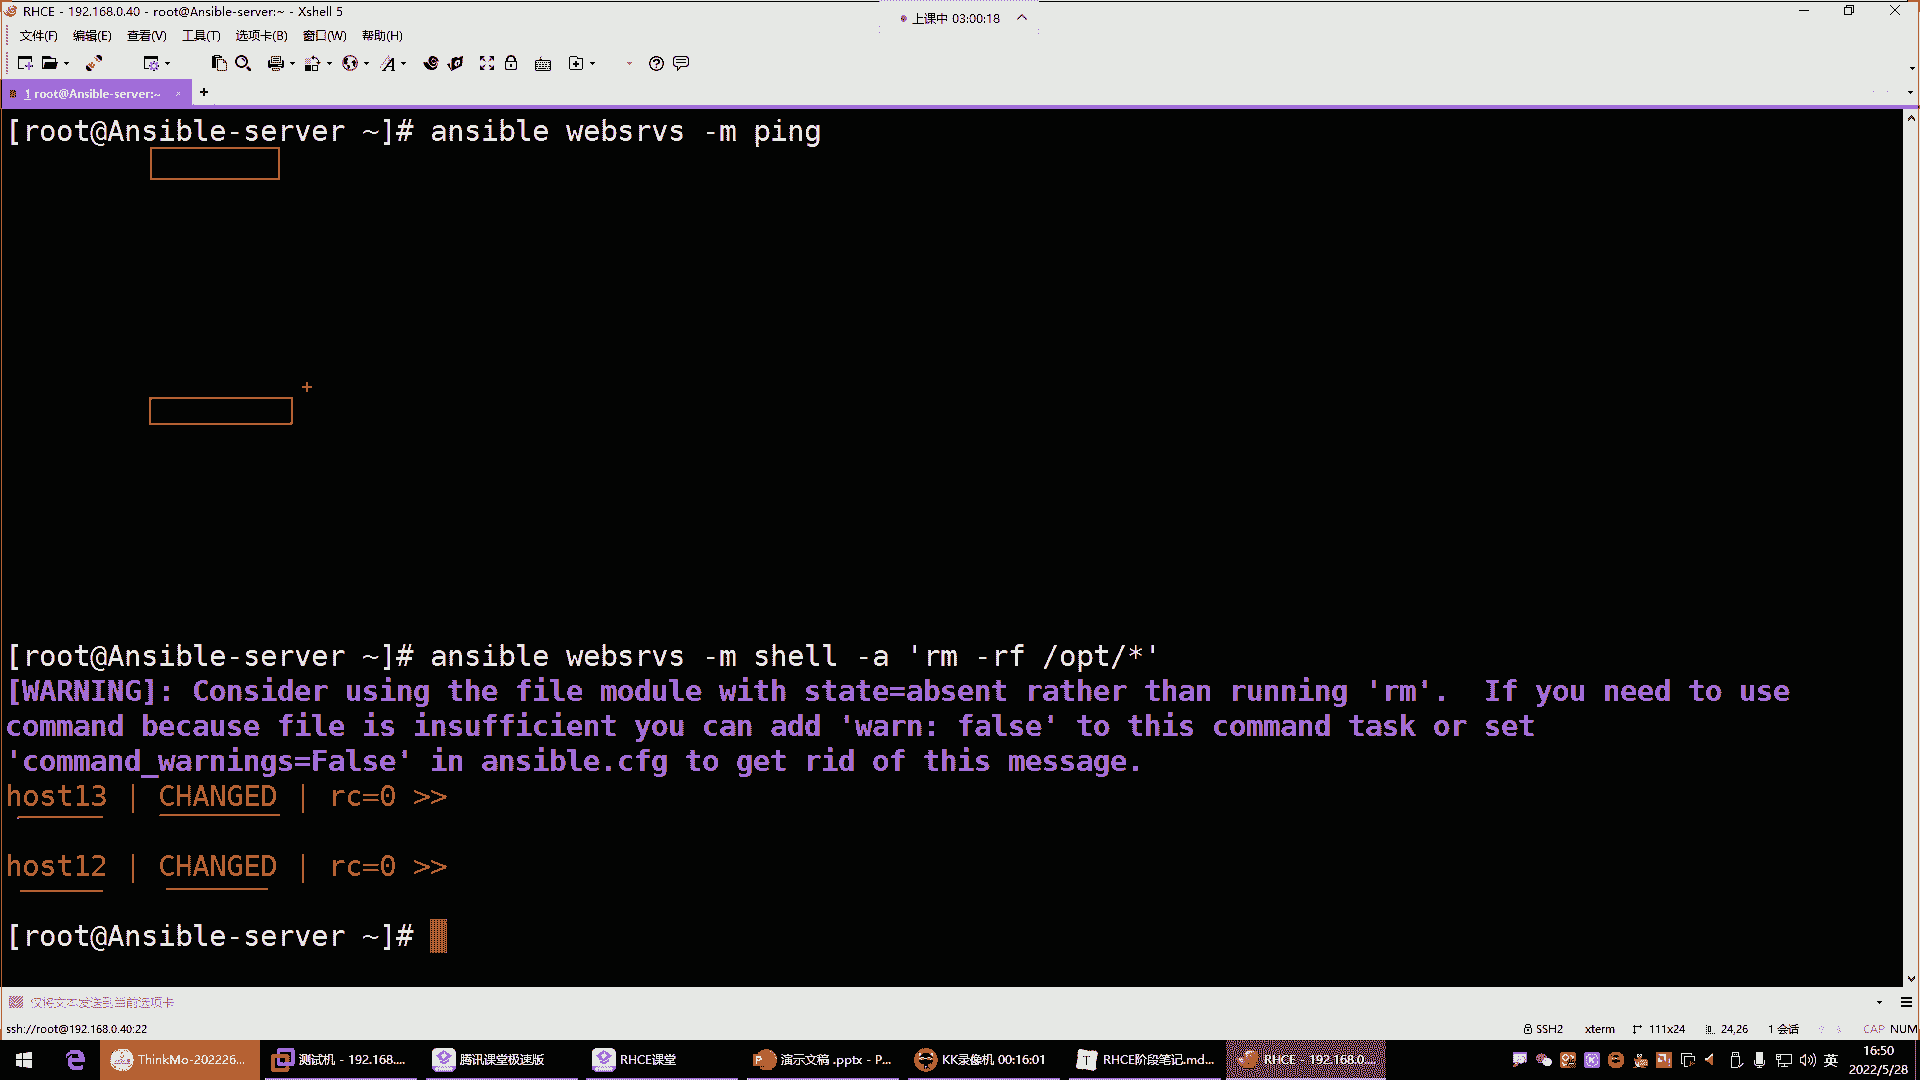 RHCE - 192.168.0.40 - root@Ansible-server:~ - Xshell 5
上课中 03:00:18
文件(F) 编辑(E) 查看(V) 工具(T) 选项卡(B) 窗口(W) 帮助(H)
1 root@Ansible-server:~
[root@Ansible-server ~]# ansible websrvs -m ping
[root@Ansible-server ~]# ansible websrvs -m shell -a 'rm -rf /opt/*'
[WARNING]: Consider using the file module with state=absent rather than running 'rm'.  If you need to use
command because file is insufficient you can add 'warn: false' to this command task or set
'command_warnings=False' in ansible.cfg to get rid of this message.
host13 | CHANGED | rc=0 >>
host12 | CHANGED | rc=0 >>
[root@Ansible-server ~]#
仅将文本发送到当前选项卡
ssh://root@192.168.0.40:22 SSH2 xterm 111x24 24,26 1 会话 CAP NUM
ThinkMo-202226... 测试机 - 192.168.... 腾讯课堂极速版 RHCE课堂 演示文稿 .pptx - P... KK录像机 00:16:01 RHCE阶段笔记.md... RHCE - 192.168.0.... 英 16:50
2022/5/28